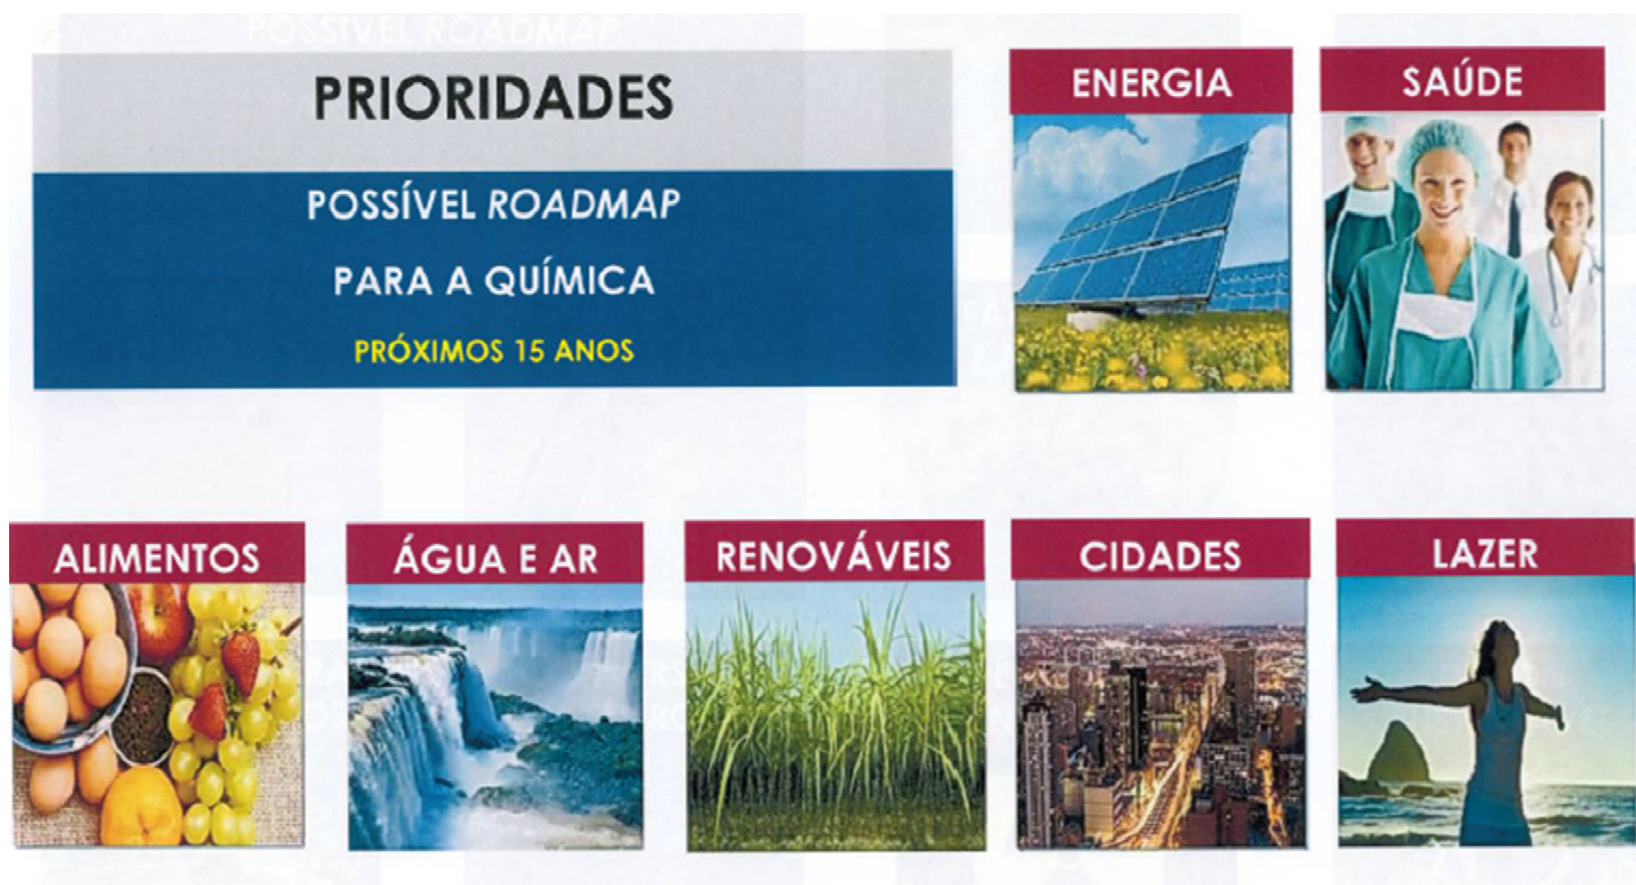 PRIORIDADES
POSSÍVEL ROADMAP
PARA A QUÍMICA
PRÓXIMOS 15 ANOS
ENERGIA
SAÚDE
ALIMENTOS
ÁGUA E AR
RENOVÁVEIS
CIDADES
LAZER